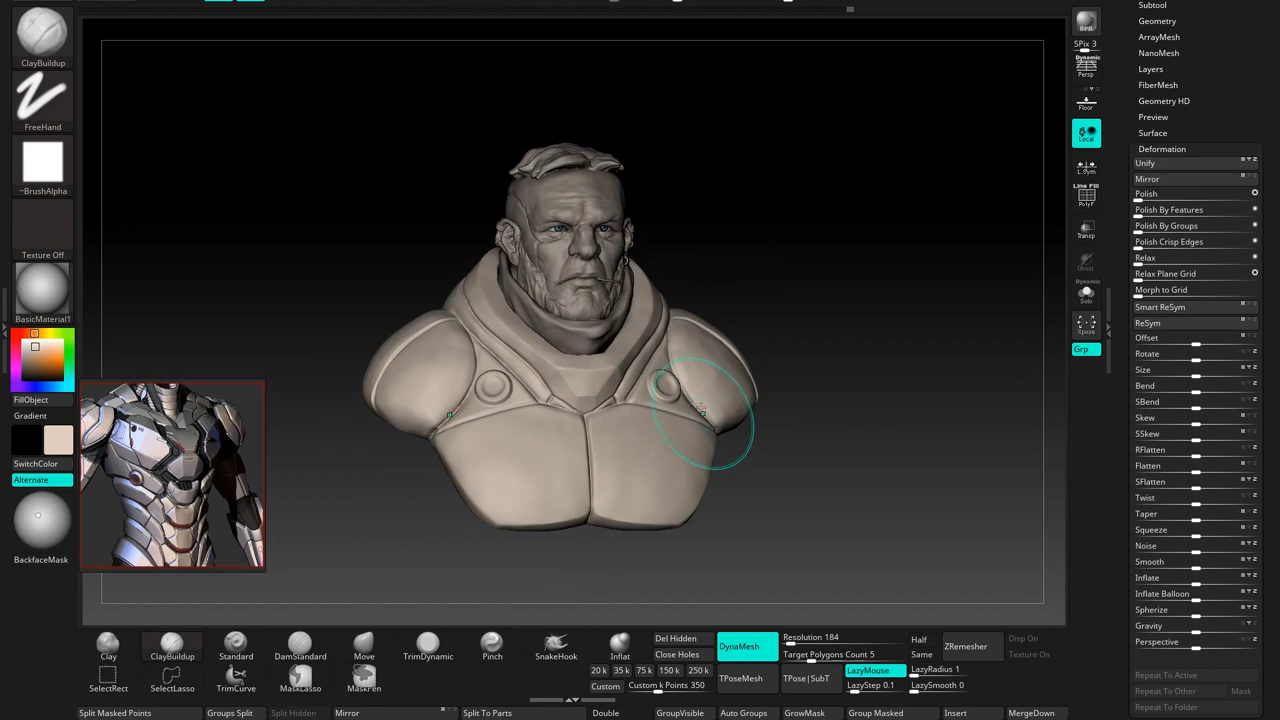 ClayBuildup
FreeHand
~BrushAlpha
Texture Off
BasicMaterial1
FillObject
Gradient
SwitchColor
Alternate
BackfaceMask
BPR
SPix 3
Dynamic
Persp
Floor
Local
L.Sym
Line Fill
PolyF
Transp
Ghost
Dynamic
Solo
Xpose
Grp
Subtool
Geometry
ArrayMesh
NanoMesh
Layers
FiberMesh
Geometry HD
Preview
Surface
Deformation
Unify
Mirror
Polish
Polish By Features
Polish By Groups
Polish Crisp Edges
Relax
Relax Plane Grid
Morph to Grid
Smart ReSym
ReSym
Offset
Rotate
Size
Bend
SBend
Skew
SSkew
RFlatten
Flatten
SFlatten
Twist
Taper
Squeeze
Noise
Smooth
Inflate
Inflate Balloon
Spherize
Gravity
Perspective
Repeat To Active
Repeat To Other Mask
Repeat To Folder
Clay ClayBuildup Standard DamStandard Move TrimDynamic Pinch SnakeHook Inflat
SelectRect SelectLasso TrimCurve MaskLasso MaskPen
Del Hidden
Close Holes
20 k 35 k 75 k 150 k 250 k
Custom Custom k Points 350
DynaMesh
Resolution 184
Target Polygons Count 5
Half
Same
ZRemesher
Disp On
Texture On
TPoseMesh
TPose|SubT
LazyMouse
LazyStep 0.1
LazyRadius 1
LazySmooth 0
Split Masked Points Groups Split Split Hidden Mirror Split To Parts Double GroupVisible Auto Groups GrowMask Group Masked Insert MergeDown